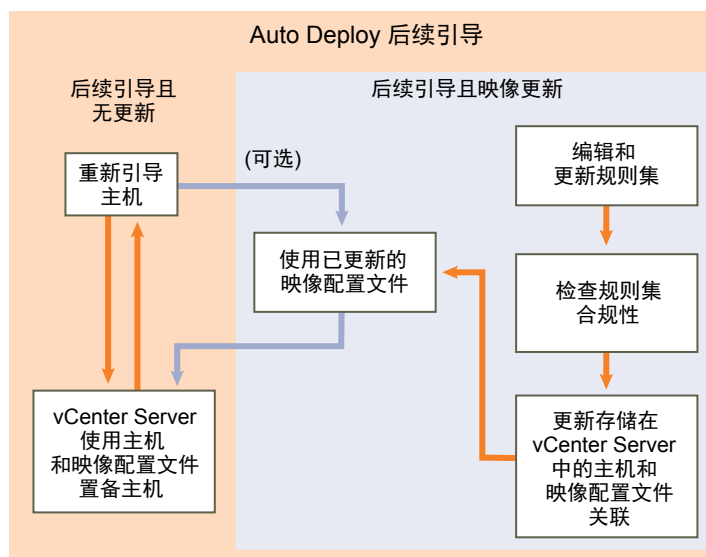 Auto Deploy 后续引导
后续引导且
无更新
后续引导且映像更新
重新引导
主机
(可选)
编辑和
更新规则集
使用已更新的
映像配置文件
检查规则集
合规性
vCenter Server
使用主机
和映像配置文件
置备主机
更新存储在
vCenter Server
中的主机和
映像配置文件
关联